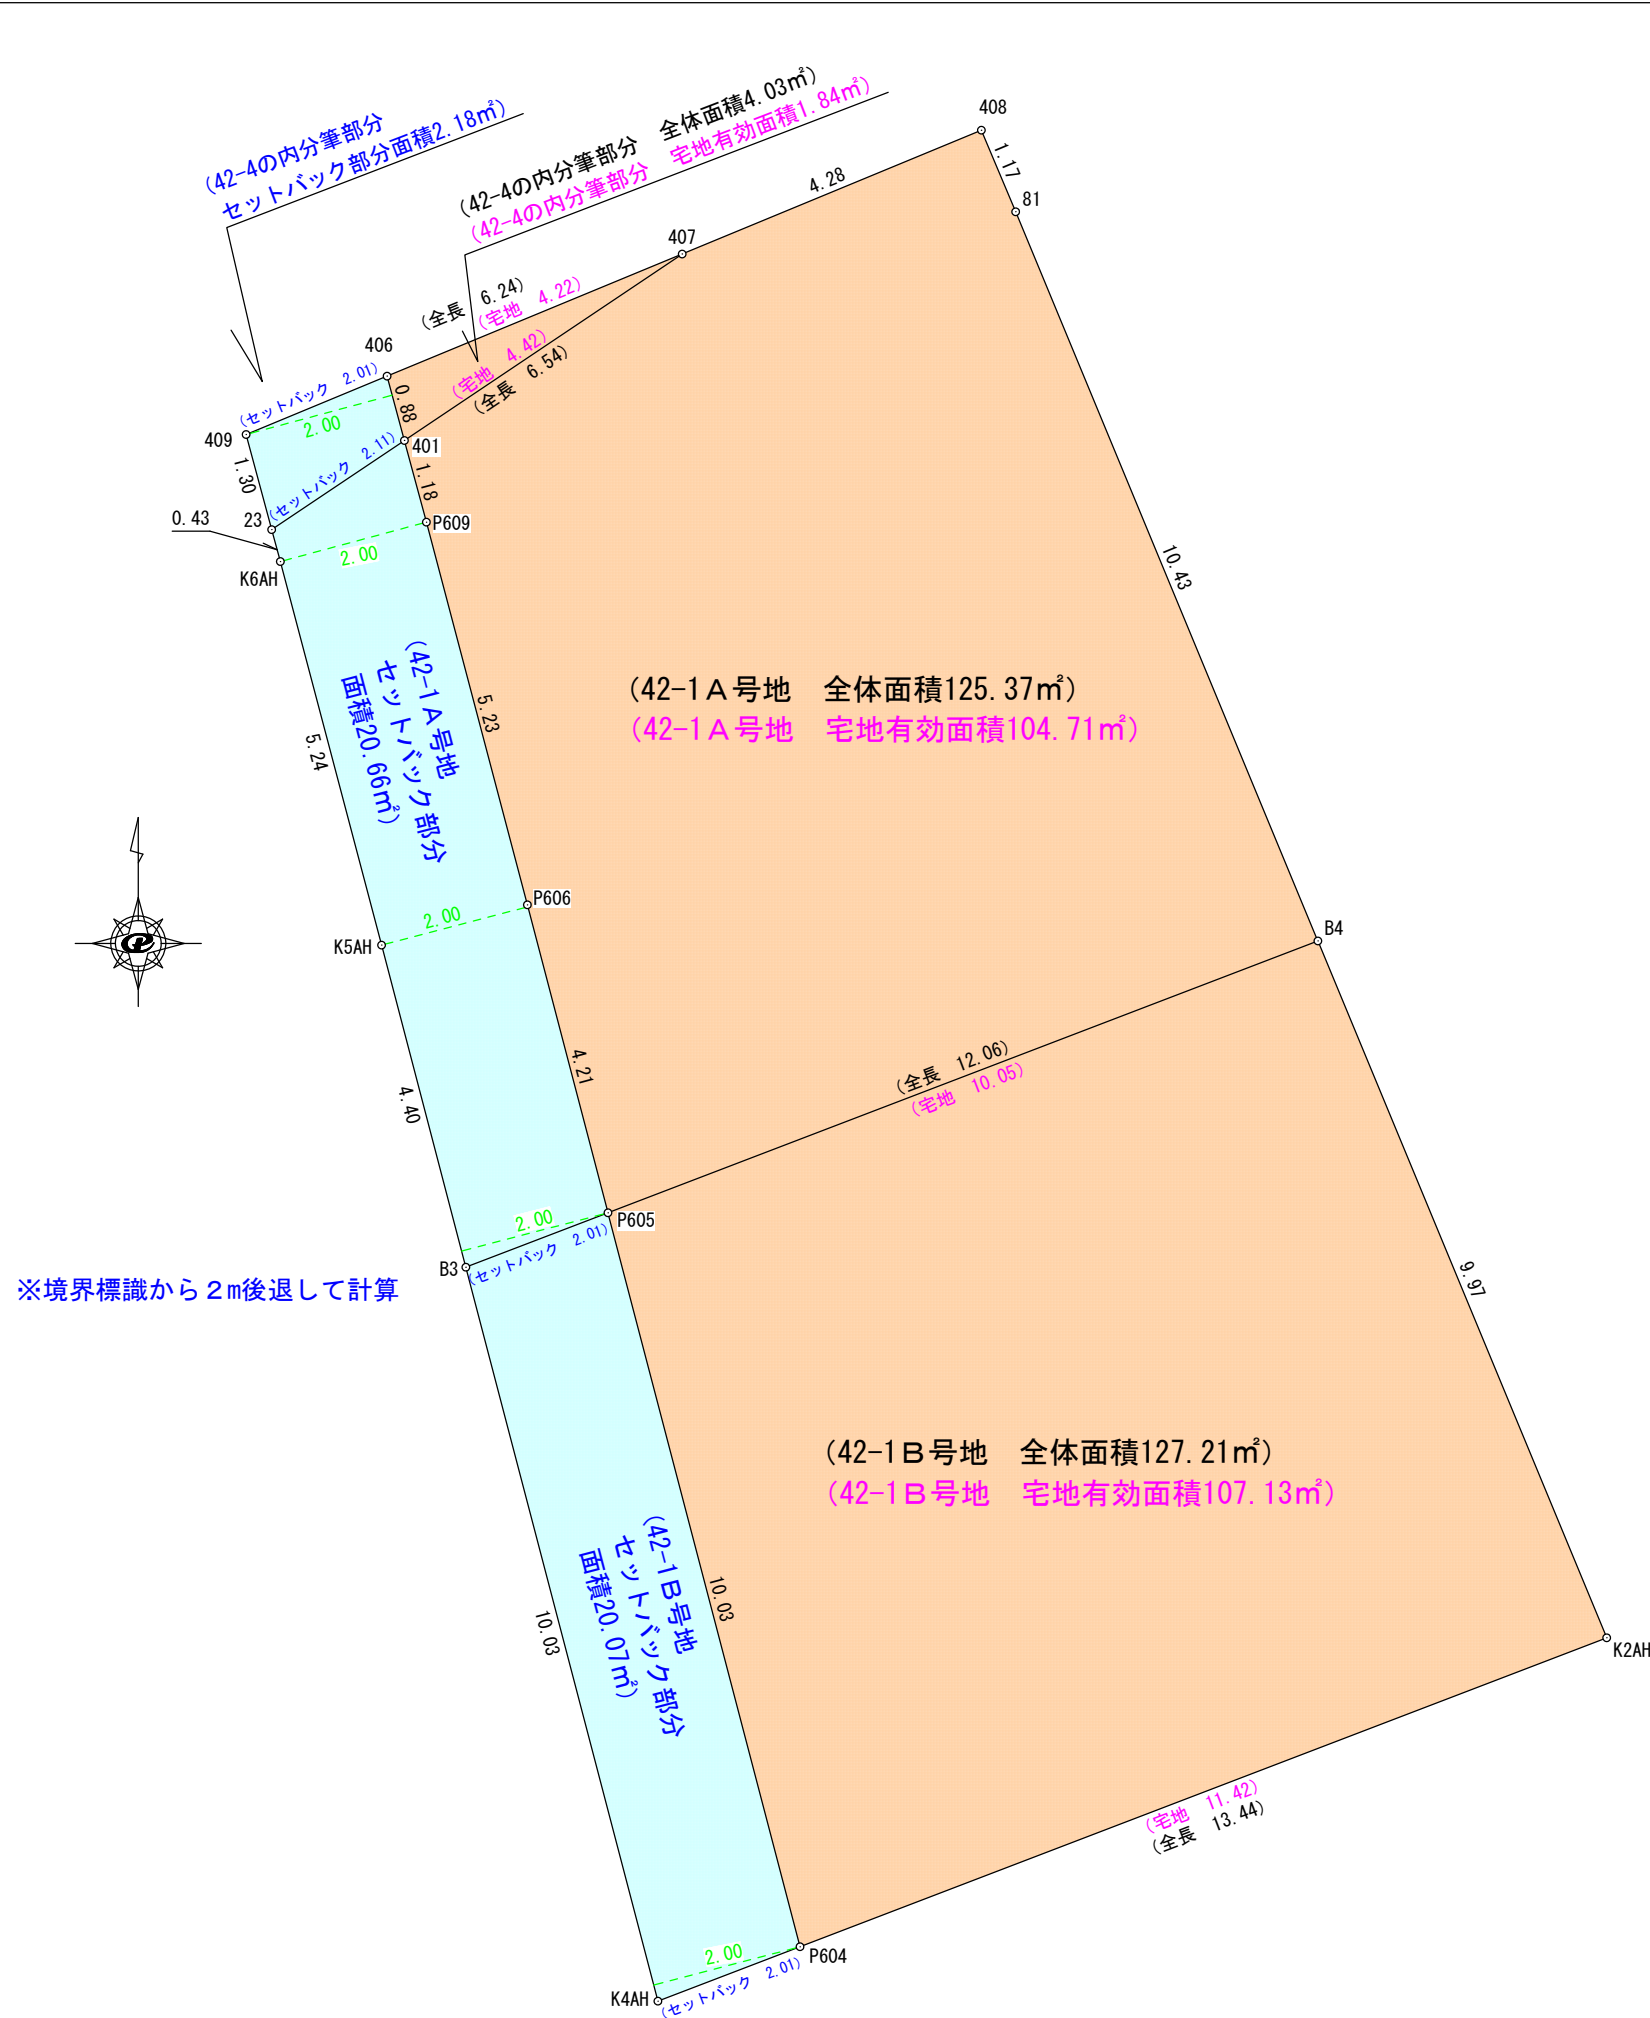 （42-4の内分筆部分
セットバック部分面積2.18㎡）
（42-4の内分筆部分　全体面積4.03㎡）
（42-4の内分筆部分　宅地有効面積1.84㎡）
408
1.17
81
4.28
407
（全長　6.24）
（宅地　4.22）
（宅地　4.42）
（全長　6.54）
406
（セットバック　2.01）
0.88
2.00
409
401
1.30
（セットバック　2.11）
1.18
23
0.43
P609
2.00
K6AH
10.43
（42-1Ａ号地
セットバック部分
面積20.66㎡）
5.23
5.24
（42-1Ａ号地　全体面積125.37㎡）
（42-1Ａ号地　宅地有効面積104.71㎡）
P606
2.00
K5AH
B4
4.21
4.40
（全長　12.06）
（宅地　10.05）
2.00
P605
（セットバック　2.01）
B3
※境界標識から２m後退して計算
9.97
（42-1Ｂ号地　全体面積127.21㎡）
（42-1Ｂ号地　宅地有効面積107.13㎡）
（42-1Ｂ号地
セットバック部分
面積20.07㎡）
10.03
10.03
K2AH
（宅地　11.42）
（全長　13.44）
2.00
P604
（セットバック　2.01）
K4AH